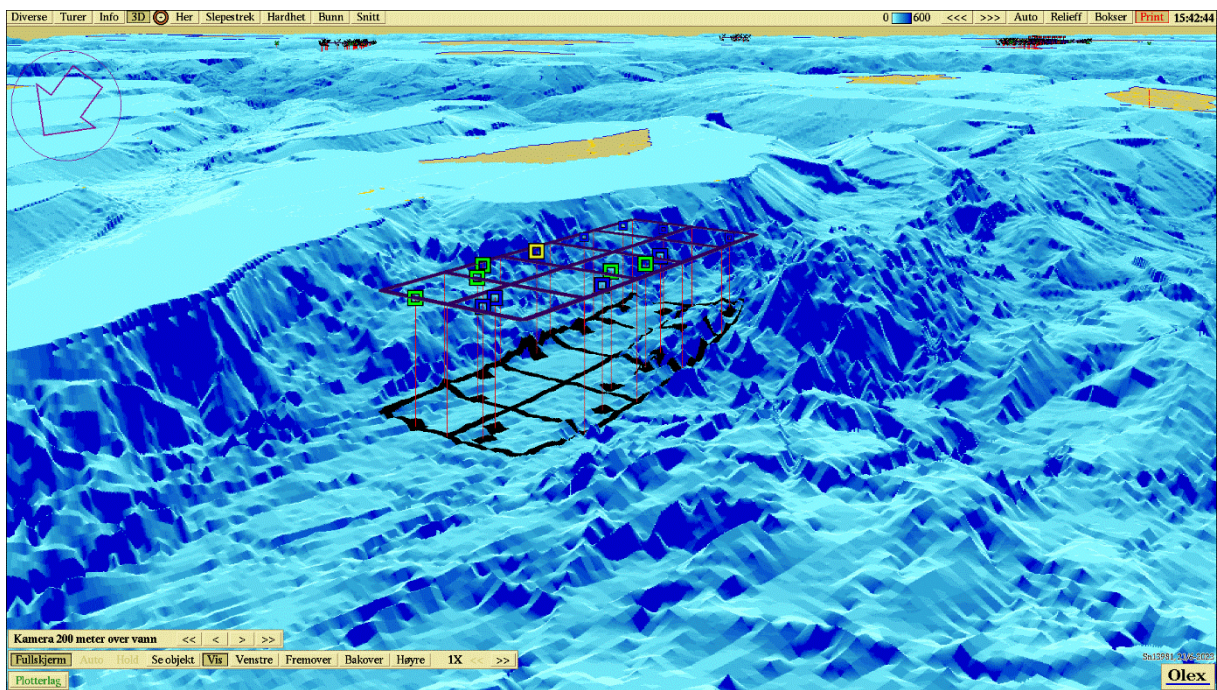 Diverse Turer Info 3D Her Slepestrek Hardhet Bunn Snitt 0 600 <<< >>> Auto Relieff Bokser Print 15:42:44
Kamera 200 meter over vann << < > >>
Fullskjerm Auto Hold Se objekt Vis Venstre Fremover Bakover Høyre 1X << >>
Plotterlag
Olex